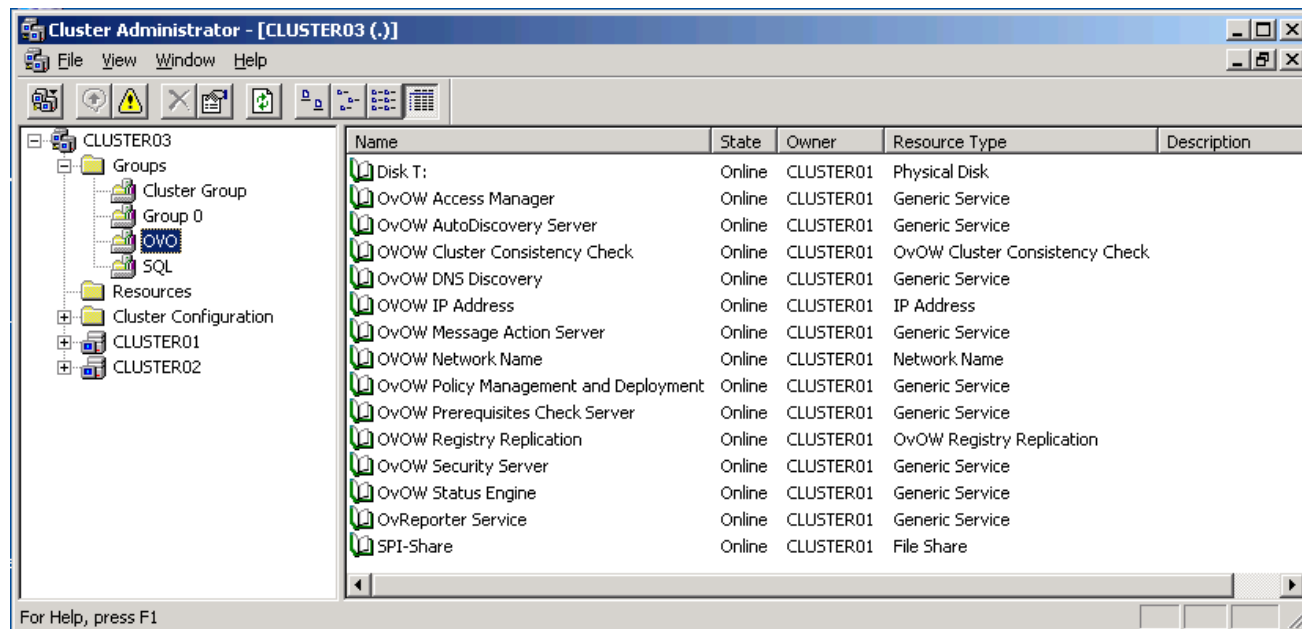 Cluster Administrator - [CLUSTER03 (.)]
File View Window Help
CLUSTER03
Groups
Cluster Group
Group 0
OVO
SQL
Resources
Cluster Configuration
CLUSTER01
CLUSTER02
Name State Owner Resource Type Description
Disk T: Online CLUSTER01 Physical Disk
OvOW Access Manager Online CLUSTER01 Generic Service
OvOW AutoDiscovery Server Online CLUSTER01 Generic Service
OVOW Cluster Consistency Check Online CLUSTER01 OvOW Cluster Consistency Check
OvOW DNS Discovery Online CLUSTER01 Generic Service
OVOW IP Address Online CLUSTER01 IP Address
OvOW Message Action Server Online CLUSTER01 Generic Service
OVOW Network Name Online CLUSTER01 Network Name
OvOW Policy Management and Deployment Online CLUSTER01 Generic Service
OvOW Prerequisites Check Server Online CLUSTER01 Generic Service
OVOW Registry Replication Online CLUSTER01 OvOW Registry Replication
OvOW Security Server Online CLUSTER01 Generic Service
OvOW Status Engine Online CLUSTER01 Generic Service
OvReporter Service Online CLUSTER01 Generic Service
SPI-Share Online CLUSTER01 File Share
For Help, press F1